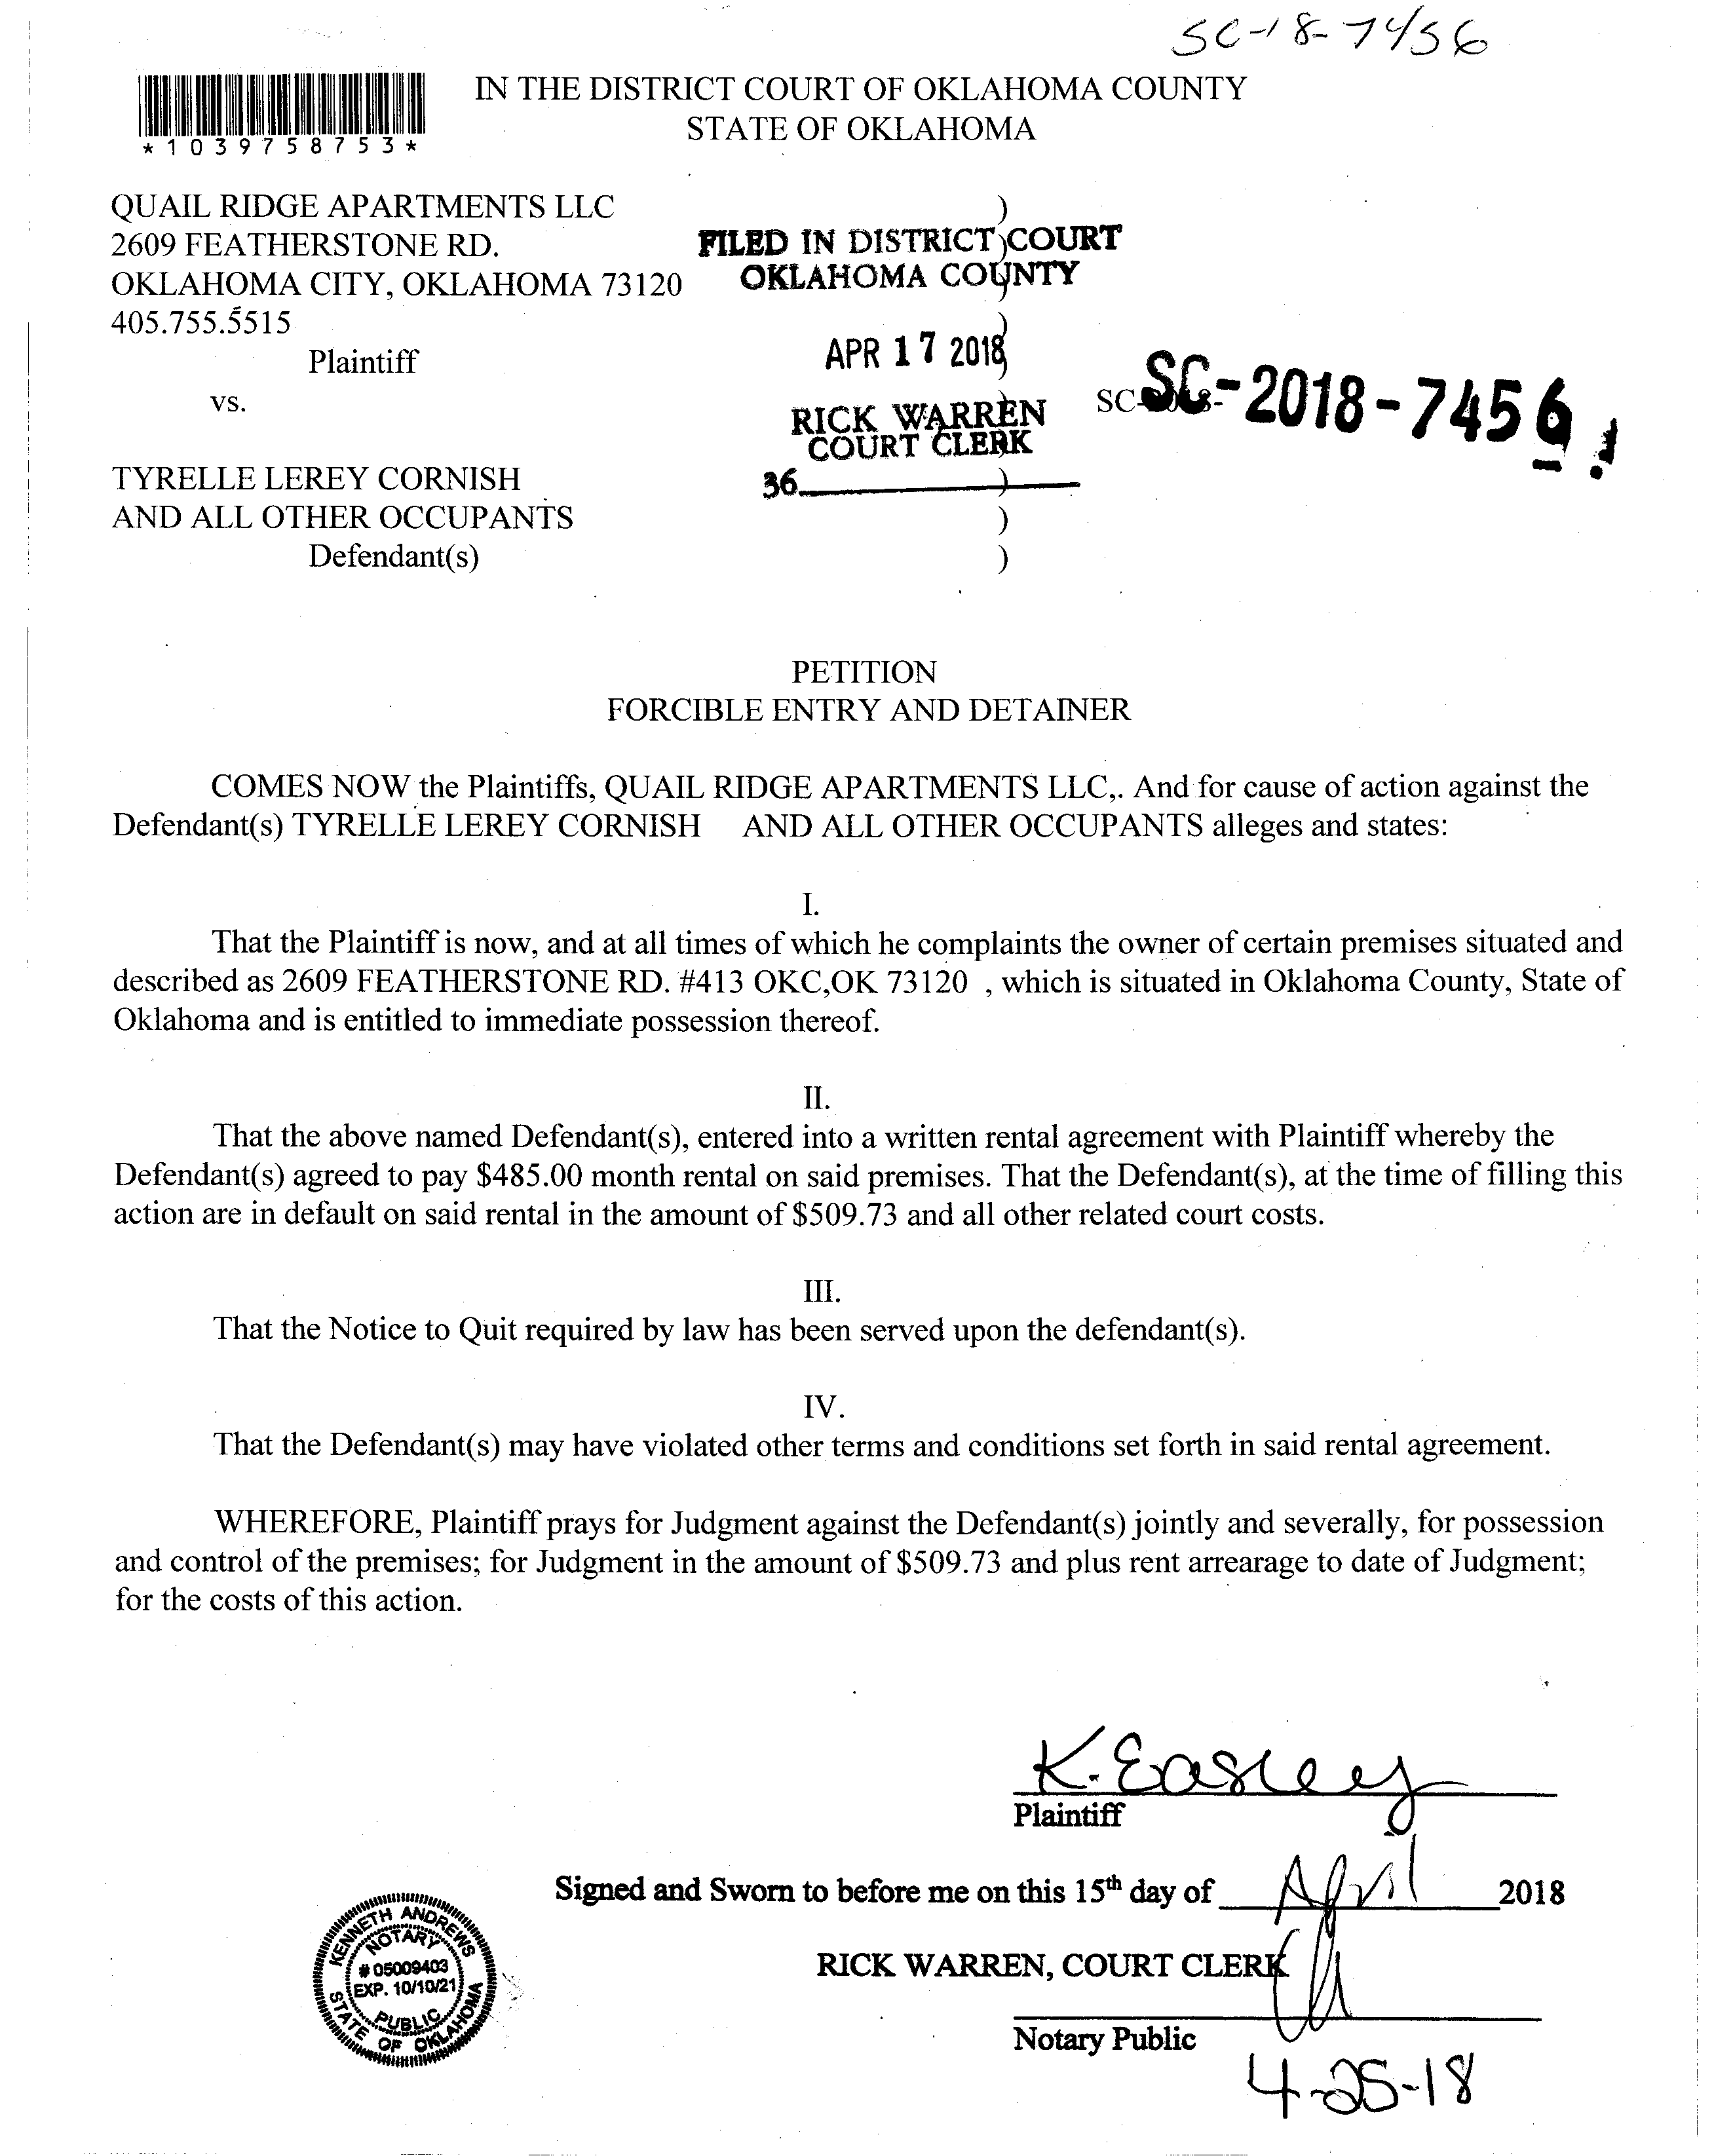 SC-18-7456
IN THE DISTRICT COURT OF OKLAHOMA COUNTY
STATE OF OKLAHOMA
*1039758753*
QUAIL RIDGE APARTMENTS LLC )
2609 FEATHERSTONE RD. FILED IN DISTRICT)COURT
OKLAHOMA CITY, OKLAHOMA 73120 OKLAHOMA COUNTY )
405.755.5515 )
Plaintiff APR 17 2018 )
vs. RICK WARREN ) SC-2018- SC-2018-7456
COURT CLERK )
TYRELLE LEREY CORNISH 36 )
AND ALL OTHER OCCUPANTS )
Defendant(s) )
PETITION
FORCIBLE ENTRY AND DETAINER
COMES NOW the Plaintiffs, QUAIL RIDGE APARTMENTS LLC,. And for cause of action against the
Defendant(s) TYRELLE LEREY CORNISH AND ALL OTHER OCCUPANTS alleges and states:
I.
That the Plaintiff is now, and at all times of which he complaints the owner of certain premises situated and
described as 2609 FEATHERSTONE RD. #413 OKC,OK 73120 , which is situated in Oklahoma County, State of
Oklahoma and is entitled to immediate possession thereof.
II.
That the above named Defendant(s), entered into a written rental agreement with Plaintiff whereby the
Defendant(s) agreed to pay $485.00 month rental on said premises. That the Defendant(s), at the time of filling this
action are in default on said rental in the amount of $509.73 and all other related court costs.
III.
That the Notice to Quit required by law has been served upon the defendant(s).
IV.
That the Defendant(s) may have violated other terms and conditions set forth in said rental agreement.
WHEREFORE, Plaintiff prays for Judgment against the Defendant(s) jointly and severally, for possession
and control of the premises; for Judgment in the amount of $509.73 and plus rent arrearage to date of Judgment;
for the costs of this action.
K. Easley
Plaintiff
Signed and Sworn to before me on this 15th day of April 2018
RICK WARREN, COURT CLERK
Notary Public
4-25-18
KENNETH ANDREWS
NOTARY
# 05009403
EXP. 10/10/21
PUBLIC
STATE OF OKLAHOMA